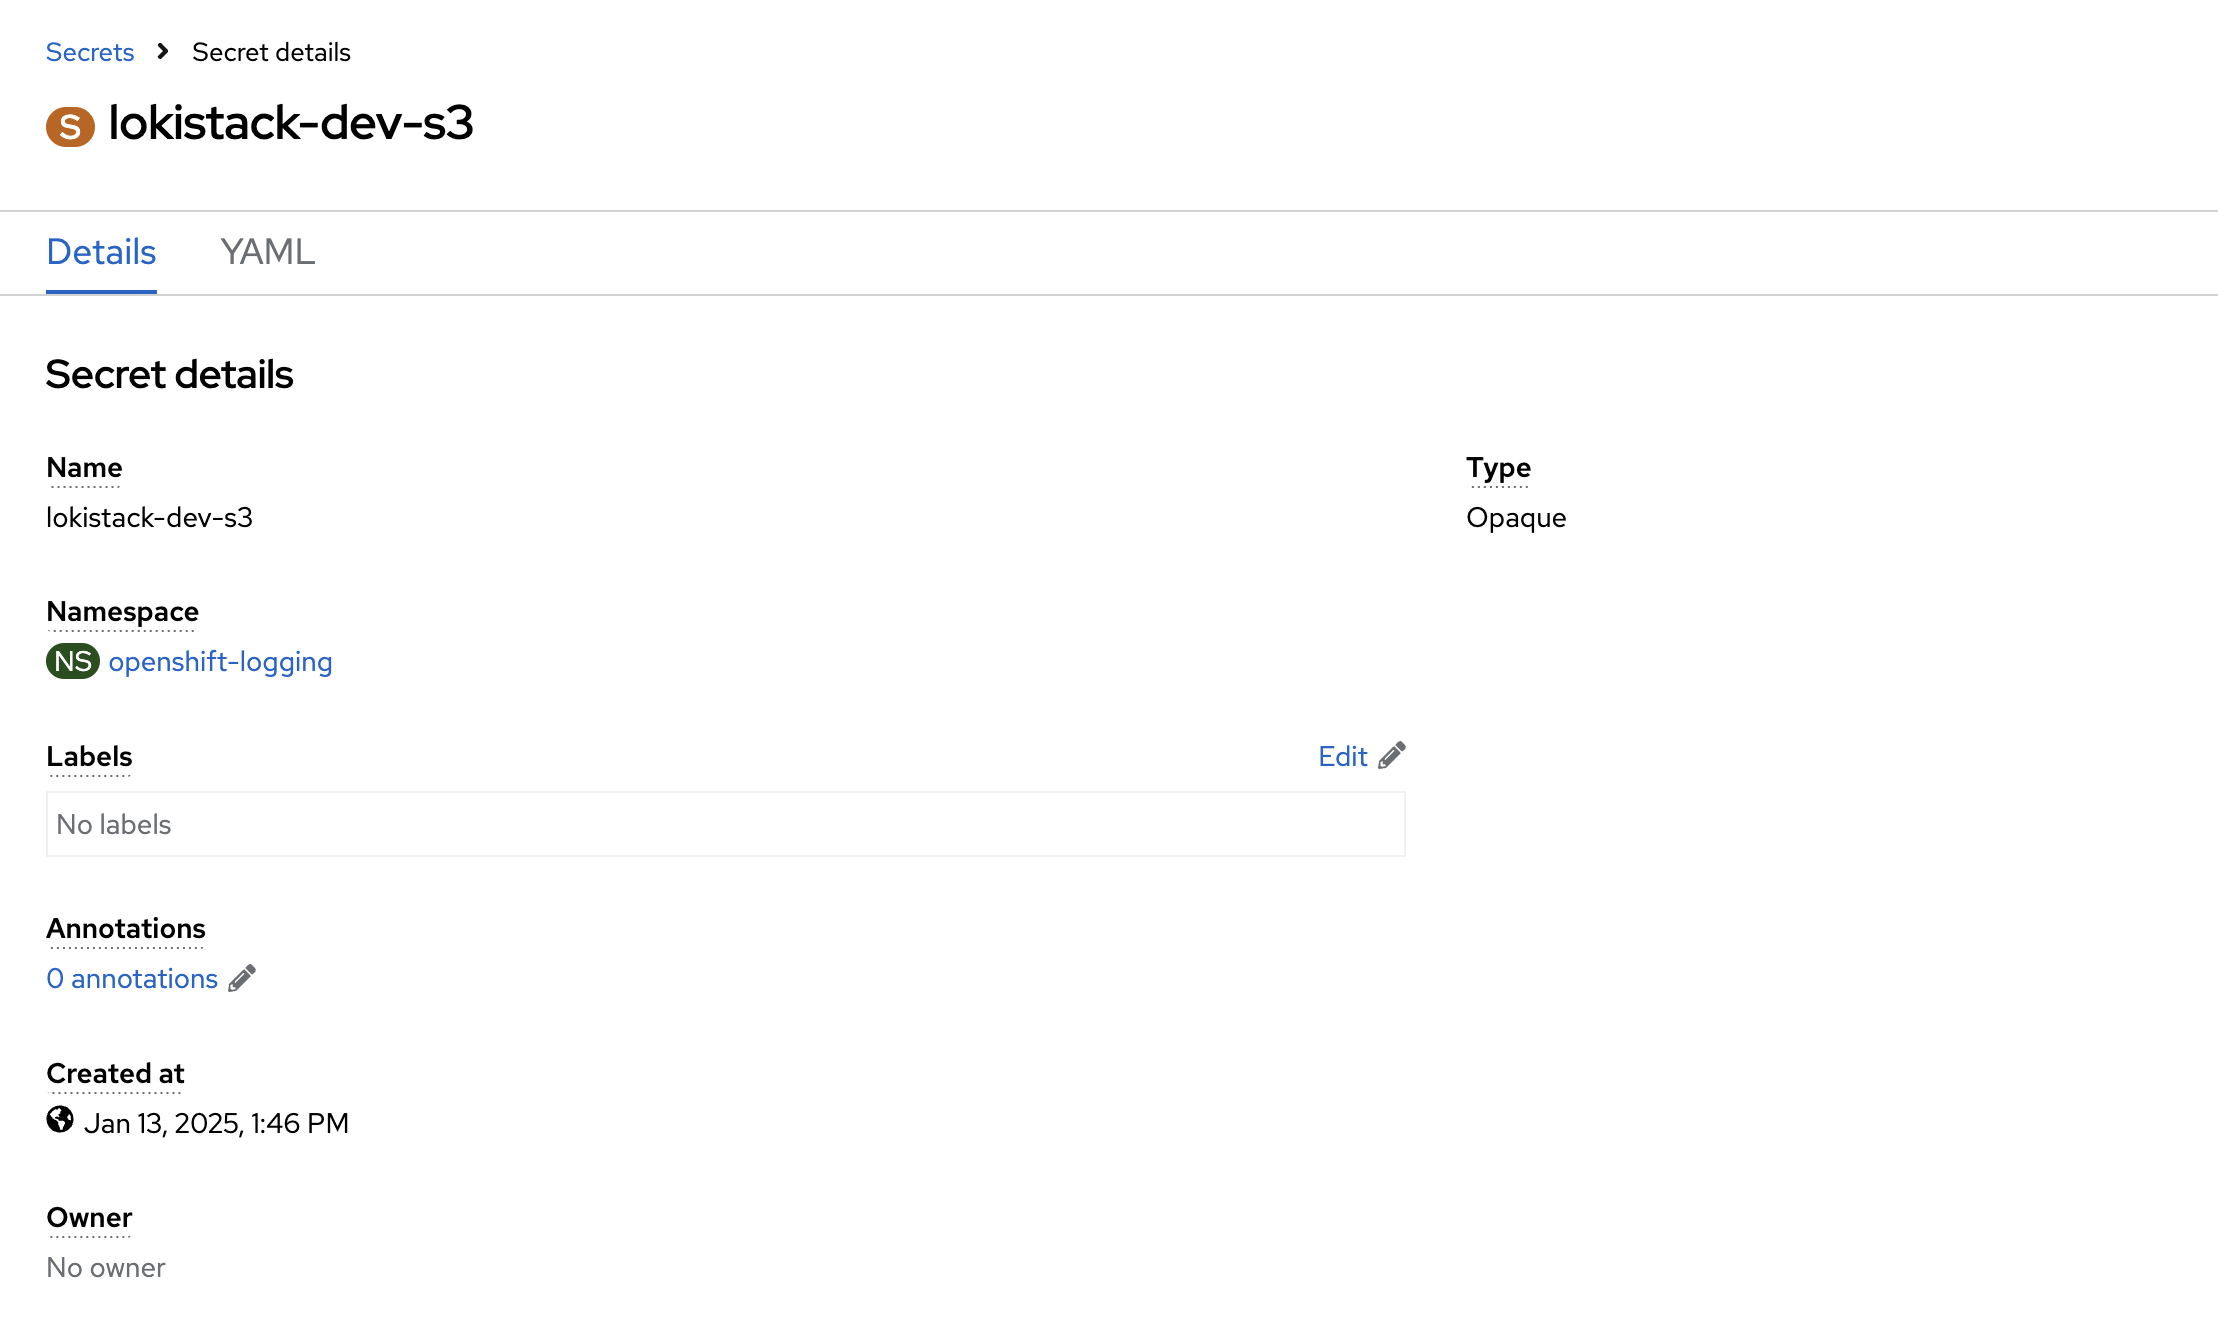 Secrets > Secret details
S lokistack-dev-s3
Details YAML
Secret details
Name
lokistack-dev-s3
Type
Opaque
Namespace
NS openshift-logging
Labels
Edit
No labels
Annotations
0 annotations
Created at
Jan 13, 2025, 1:46 PM
Owner
No owner